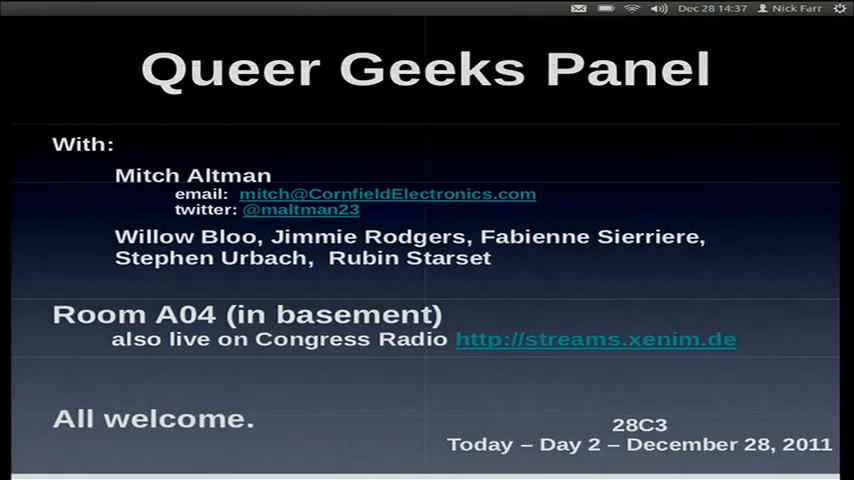 Dec 28 14:37 Nick Farr
Queer Geeks Panel
With:
Mitch Altman
email: mitch@CornfieldElectronics.com
twitter: @maltman23
Willow Bloo, Jimmie Rodgers, Fabienne Sierriere,
Stephen Urbach, Rubin Starset
Room A04 (in basement)
also live on Congress Radio http://streams.xenim.de
All welcome.
28C3
Today – Day 2 – December 28, 2011